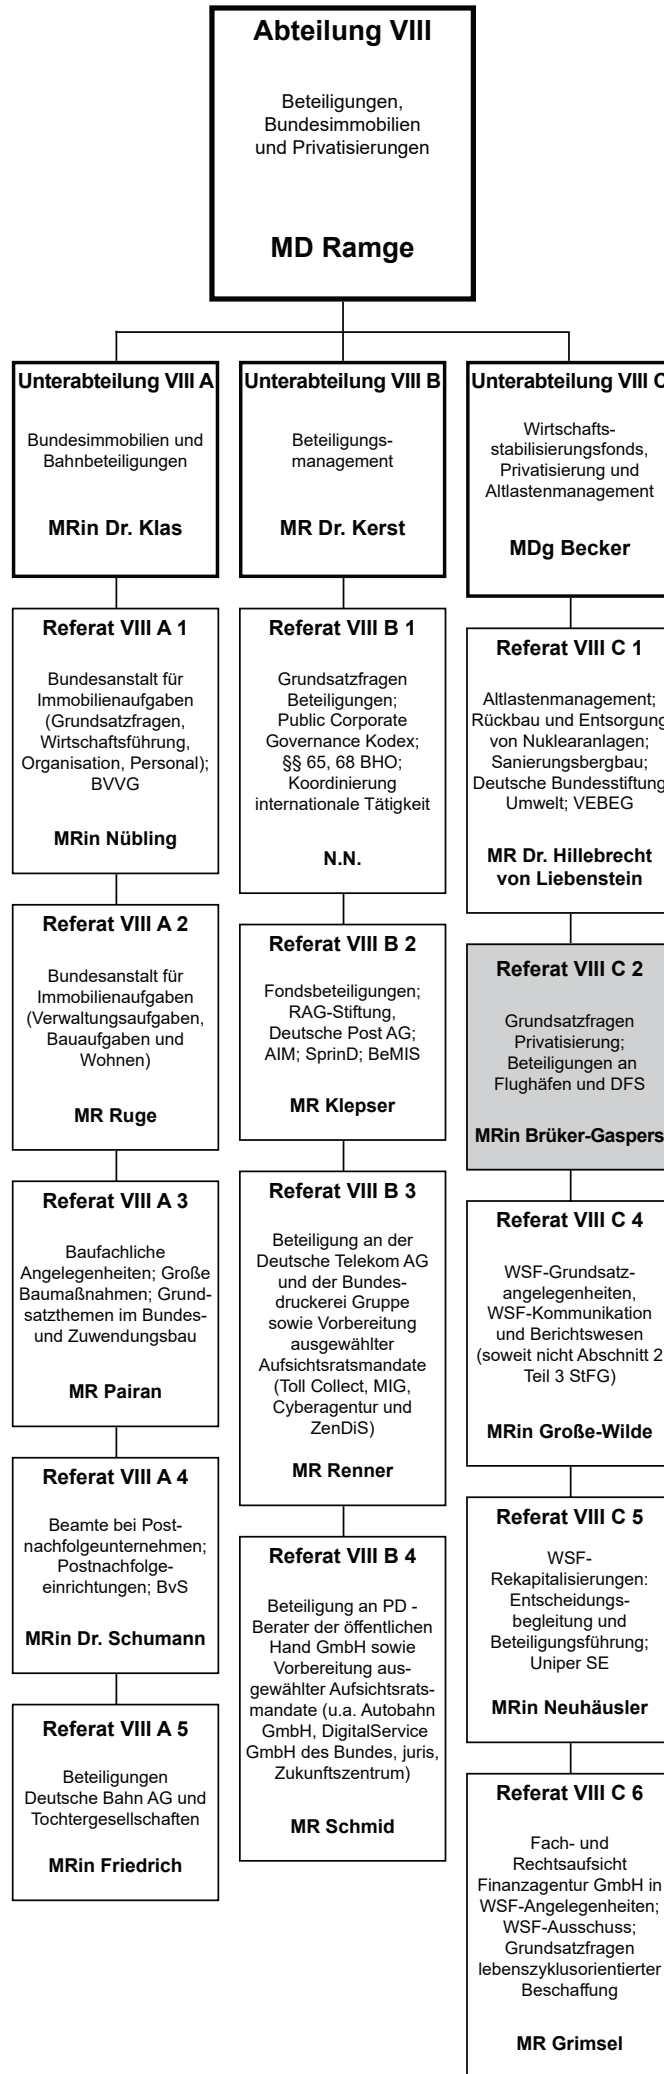 Abteilung VIII
Beteiligungen,
Bundesimmobilien
und Privatisierungen
MD Ramge
Unterabteilung VIII A
Bundesimmobilien und
Bahnbeteiligungen
MRin Dr. Klas
Referat VIII A 1
Bundesanstalt für
Immobilienaufgaben
(Grundsatzfragen,
Wirtschaftsführung,
Organisation, Personal);
BVVG
MRin Nübling
Referat VIII A 2
Bundesanstalt für
Immobilienaufgaben
(Verwaltungsaufgaben,
Bauaufgaben und
Wohnen)
MR Ruge
Referat VIII A 3
Baufachliche
Angelegenheiten; Große
Baumaßnahmen; Grund-
satzthemen im Bundes-
und Zuwendungsbau
MR Pairan
Referat VIII A 4
Beamte bei Post-
nachfolgeunternehmen;
Postnachfolge-
einrichtungen; BvS
MRin Dr. Schumann
Referat VIII A 5
Beteiligungen
Deutsche Bahn AG und
Tochtergesellschaften
MRin Friedrich
Unterabteilung VIII B
Beteiligungs-
management
MR Dr. Kerst
Referat VIII B 1
Grundsatzfragen
Beteiligungen;
Public Corporate
Governance Kodex;
§§ 65, 68 BHO;
Koordinierung
internationale Tätigkeit
N.N.
Referat VIII B 2
Fondsbeteiligungen;
RAG-Stiftung,
Deutsche Post AG;
AIM; SprinD; BeMIS
MR Klepser
Referat VIII B 3
Beteiligung an der
Deutsche Telekom AG
und der Bundes-
druckerei Gruppe
sowie Vorbereitung
ausgewählter
Aufsichtsratsmandate
(Toll Collect, MIG,
Cyberagentur und
ZenDiS)
MR Renner
Referat VIII B 4
Beteiligung an PD -
Berater der öffentlichen
Hand GmbH sowie
Vorbereitung aus-
gewählter Aufsichtsrats-
mandate (u.a. Autobahn
GmbH, DigitalService
GmbH des Bundes, juris,
Zukunftszentrum)
MR Schmid
Unterabteilung VIII C
Wirtschafts-
stabilisierungsfonds,
Privatisierung und
Altlastenmanagement
MDg Becker
Referat VIII C 1
Altlastenmanagement;
Rückbau und Entsorgung
von Nuklearanlagen;
Sanierungsbergbau;
Deutsche Bundesstiftung
Umwelt; VEBEG
MR Dr. Hillebrecht
von Liebenstein
Referat VIII C 2
Grundsatzfragen
Privatisierung;
Beteiligungen an
Flughäfen und DFS
MRin Brüker-Gaspers
Referat VIII C 4
WSF-Grundsatz-
angelegenheiten,
WSF-Kommunikation
und Berichtswesen
(soweit nicht Abschnitt 2
Teil 3 StFG)
MRin Große-Wilde
Referat VIII C 5
WSF-
Rekapitalisierungen:
Entscheidungs-
begleitung und
Beteiligungsführung;
Uniper SE
MRin Neuhäusler
Referat VIII C 6
Fach- und
Rechtsaufsicht
Finanzagentur GmbH in
WSF-Angelegenheiten;
WSF-Ausschuss;
Grundsatzfragen
lebenszyklusorientierter
Beschaffung
MR Grimsel